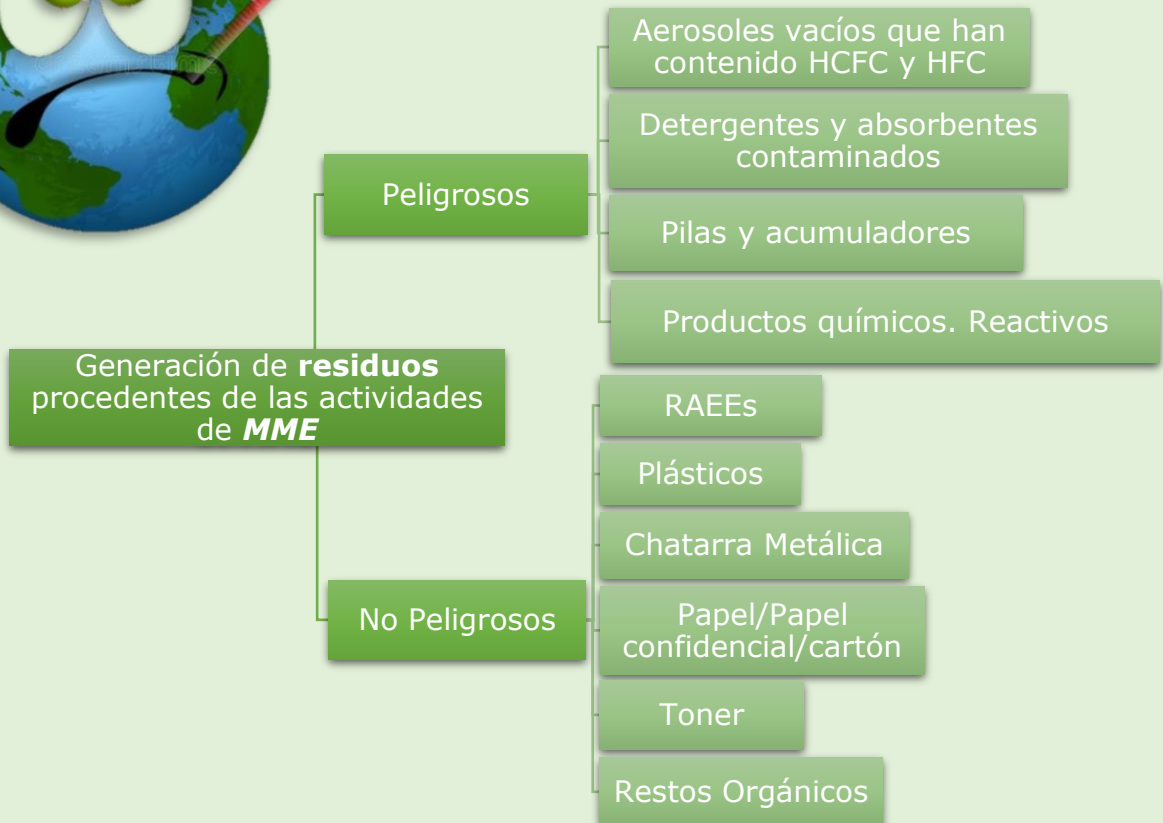 Aerosoles vacíos que han
contenido HCFC y HFC
Detergentes y absorbentes
contaminados
Peligrosos
Pilas y acumuladores
Productos químicos. Reactivos
Generación de residuos
procedentes de las actividades
de MME
RAEEs
Plásticos
Chatarra Metálica
No Peligrosos
Papel/Papel
confidencial/cartón
Toner
Restos Orgánicos